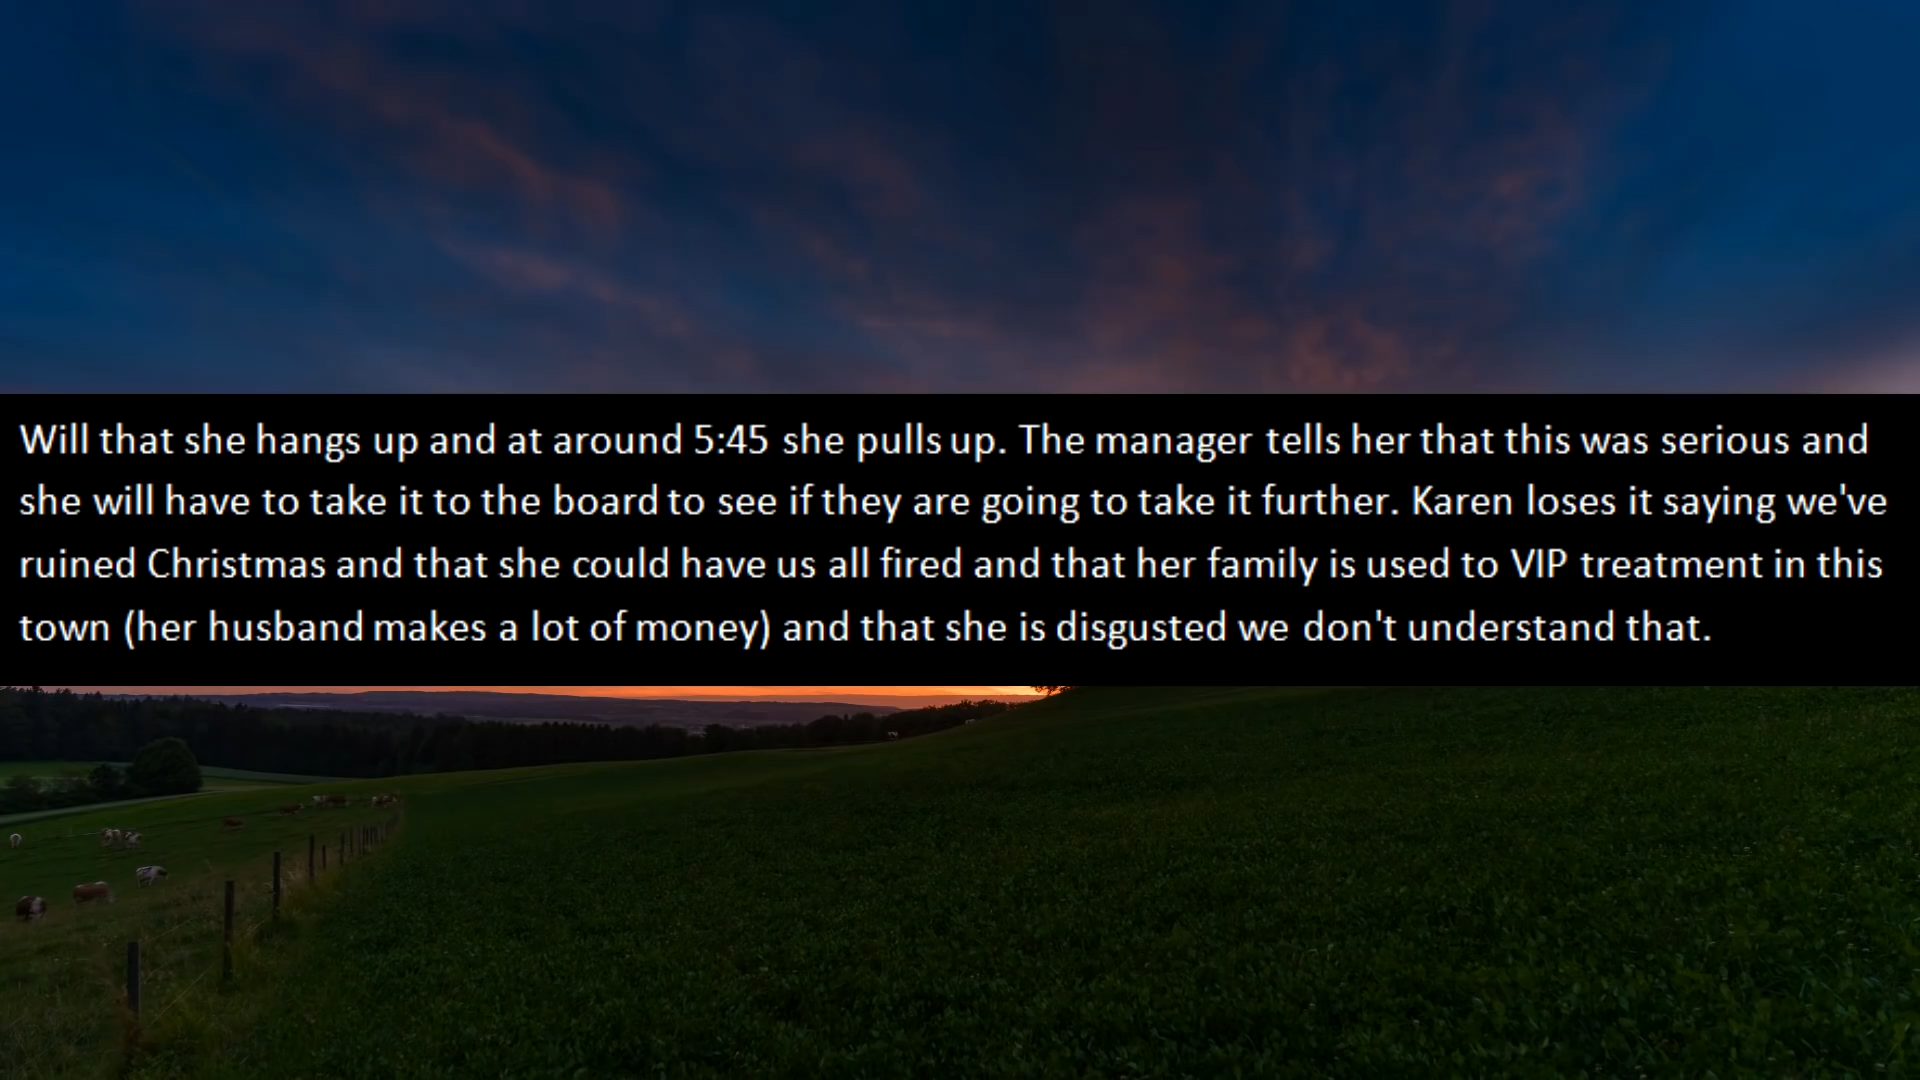 Will that she hangs up and at around 5:45 she pulls up. The manager tells her that this was serious and
she will have to take it to the board to see if they are going to take it further. Karen loses it saying we've
ruined Christmas and that she could have us all fired and that her family is used to VIP treatment in this
town (her husband makes a lot of money) and that she is disgusted we don't understand that.